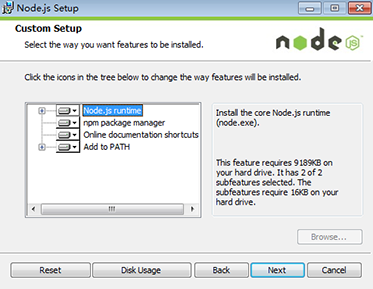 Node.js Setup
Custom Setup
Select the way you want features to be installed.
node JS
Click the icons in the tree below to change the way features will be installed.
Node.js runtime
npm package manager
Online documentation shortcuts
Add to PATH
Install the core Node.js runtime
(node.exe).
This feature requires 9189KB on
your hard drive. It has 2 of 2
subfeatures selected. The
subfeatures require 16KB on your
hard drive.
Browse...
Reset
Disk Usage
Back
Next
Cancel